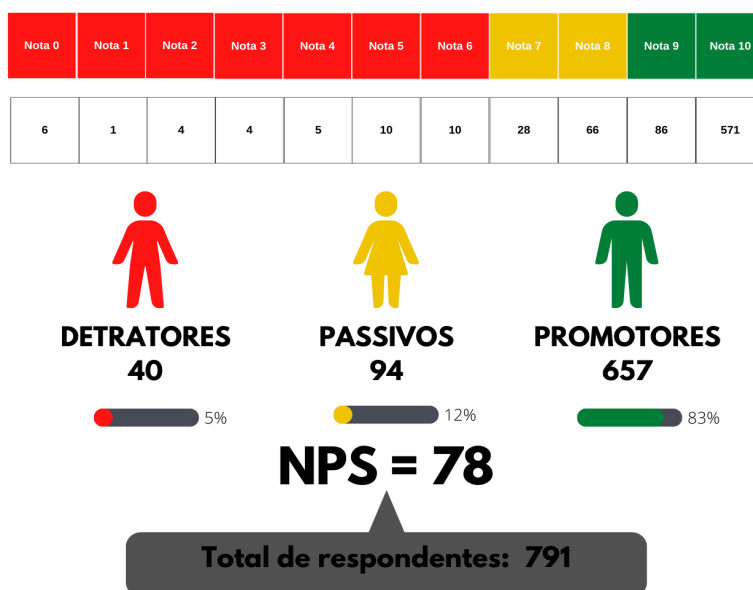 Nota 0 Nota 1 Nota 2 Nota 3 Nota 4 Nota 5 Nota 6 Nota 7 Nota 8 Nota 9 Nota 10
6 1 4 4 5 10 10 28 66 86 571
DETRATORES PASSIVOS PROMOTORES
40 94 657
5% 12% 83%
NPS = 78
Total de respondentes: 791